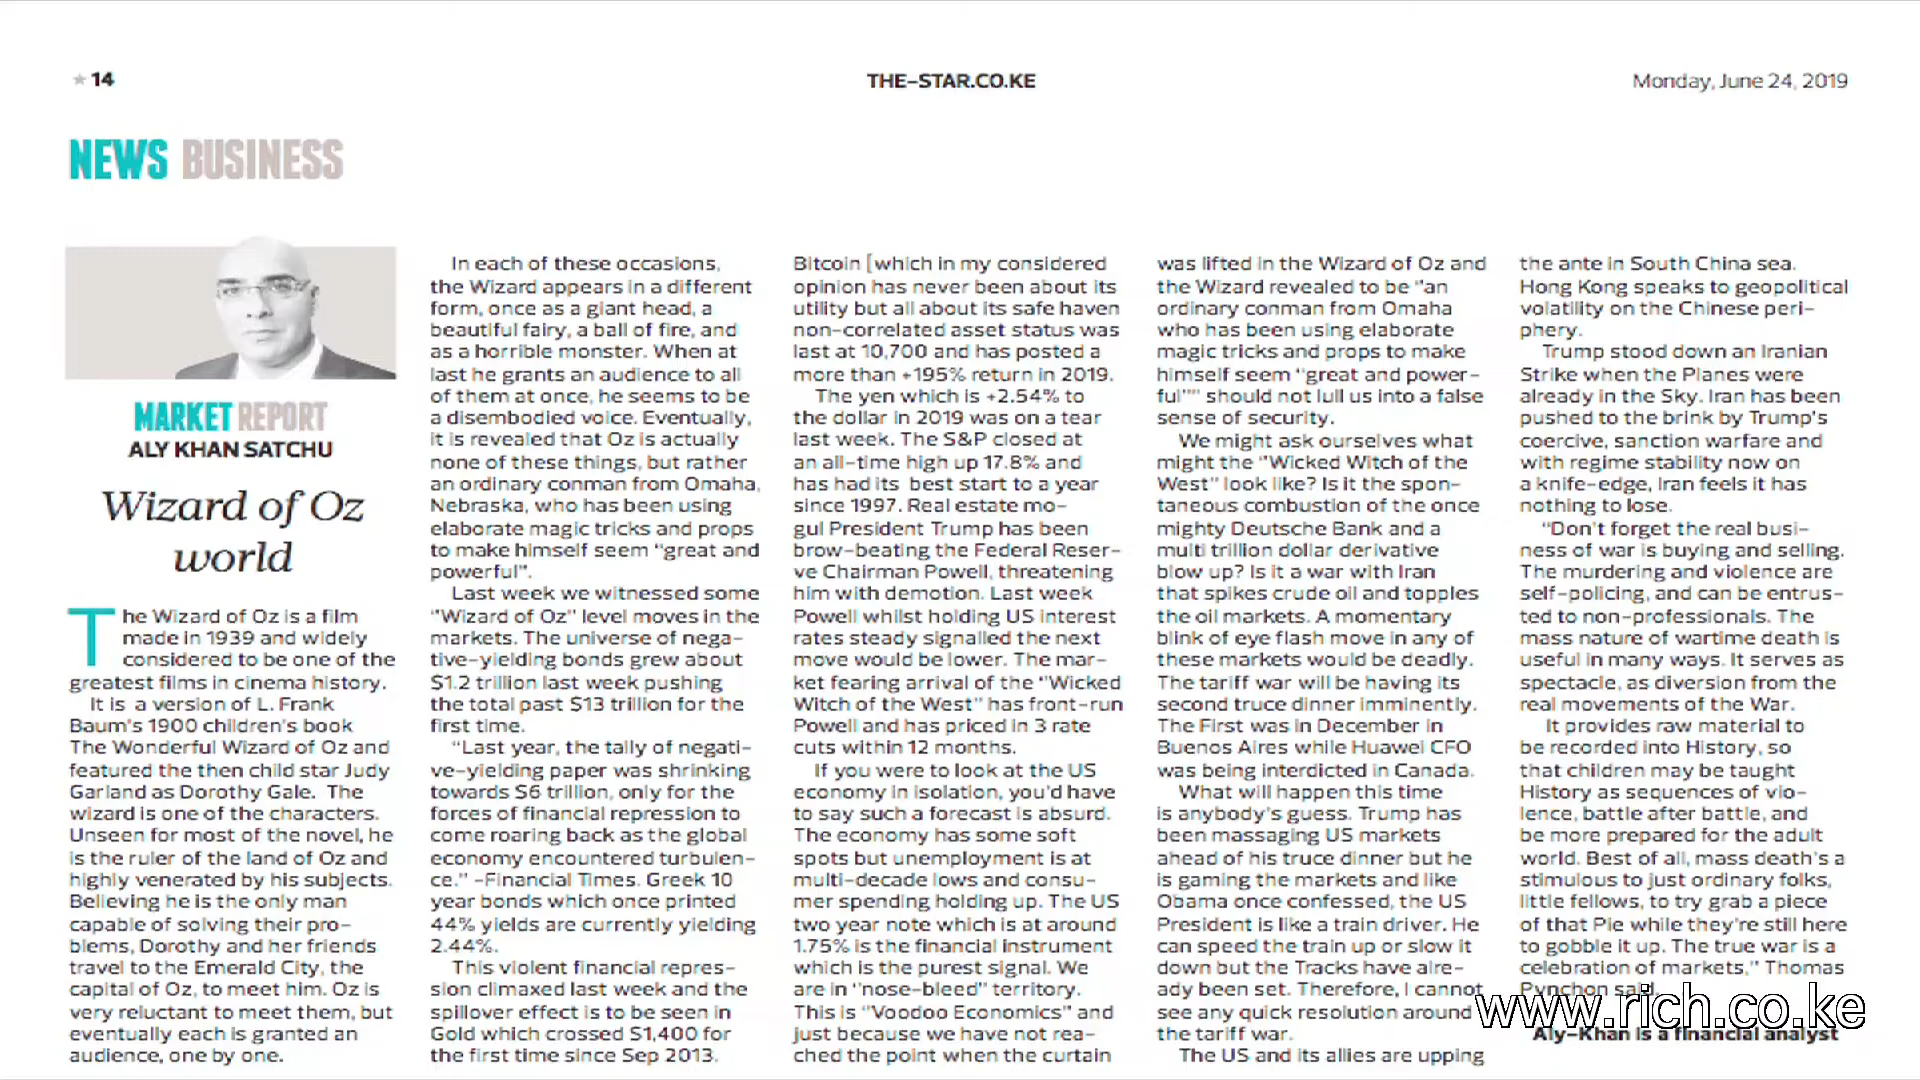 ★ 14
THE-STAR.CO.KE
Monday, June 24, 2019
NEWS BUSINESS
MARKET REPORT
ALY KHAN SATCHU
Wizard of Oz
world
The Wizard of Oz is a film
made in 1939 and widely
considered to be one of the
greatest films in cinema history.
It is a version of L. Frank
Baum's 1900 children's book
The Wonderful Wizard of Oz and
featured the then child star Judy
Garland as Dorothy Gale. The
wizard is one of the characters.
Unseen for most of the novel, he
is the ruler of the land of Oz and
highly venerated by his subjects.
Believing he is the only man
capable of solving their pro-
blems, Dorothy and her friends
travel to the Emerald City, the
capital of Oz, to meet him. Oz is
very reluctant to meet them, but
eventually each is granted an
audience, one by one.
In each of these occasions,
the Wizard appears in a different
form, once as a giant head, a
beautiful fairy, a ball of fire, and
as a horrible monster. When at
last he grants an audience to all
of them at once, he seems to be
a disembodied voice. Eventually,
it is revealed that Oz is actually
none of these things, but rather
an ordinary conman from Omaha,
Nebraska, who has been using
elaborate magic tricks and props
to make himself seem "great and
powerful".
Last week we witnessed some
"Wizard of Oz" level moves in the
markets. The universe of nega-
tive-yielding bonds grew about
$1.2 trillion last week pushing
the total past $13 trillion for the
first time.
"Last year, the tally of negati-
ve-yielding paper was shrinking
towards $6 trillion, only for the
forces of financial repression to
come roaring back as the global
economy encountered turbulen-
ce." -Financial Times. Greek 10
year bonds which once printed
44% yields are currently yielding
2.44%.
This violent financial repres-
sion climaxed last week and the
spillover effect is to be seen in
Gold which crossed $1,400 for
the first time since Sep 2013.
Bitcoin [which in my considered
opinion has never been about its
utility but all about its safe haven
non-correlated asset status was
last at 10,700 and has posted a
more than +195% return in 2019.
The yen which is +2.54% to
the dollar in 2019 was on a tear
last week. The S&P closed at
an all-time high up 17.8% and
has had its best start to a year
since 1997. Real estate mo-
gul President Trump has been
brow-beating the Federal Reser-
ve Chairman Powell, threatening
him with demotion. Last week
Powell whilst holding US interest
rates steady signalled the next
move would be lower. The mar-
ket fearing arrival of the "Wicked
Witch of the West" has front-run
Powell and has priced in 3 rate
cuts within 12 months.
If you were to look at the US
economy in isolation, you'd have
to say such a forecast is absurd.
The economy has some soft
spots but unemployment is at
multi-decade lows and consu-
mer spending holding up. The US
two year note which is at around
1.75% is the financial instrument
which is the purest signal. We
are in "nose-bleed" territory.
This is "Voodoo Economics" and
just because we have not rea-
ched the point when the curtain
was lifted in the Wizard of Oz and
the Wizard revealed to be "an
ordinary conman from Omaha
who has been using elaborate
magic tricks and props to make
himself seem "great and power-
ful"" should not lull us into a false
sense of security.
We might ask ourselves what
might the "Wicked Witch of the
West" look like? Is it the spon-
taneous combustion of the once
mighty Deutsche Bank and a
multi trillion dollar derivative
blow up? Is it a war with Iran
that spikes crude oil and topples
the oil markets. A momentary
blink of eye flash move in any of
these markets would be deadly.
The tariff war will be having its
second truce dinner imminently.
The First was in December in
Buenos Aires while Huawei CFO
was being interdicted in Canada.
What will happen this time
is anybody's guess. Trump has
been massaging US markets
ahead of his truce dinner but he
is gaming the markets and like
Obama once confessed, the US
President is like a train driver. He
can speed the train up or slow it
down but the Tracks have alre-
ady been set. Therefore, I cannot
see any quick resolution around
the tariff war.
The US and its allies are upping
the ante in South China sea.
Hong Kong speaks to geopolitical
volatility on the Chinese peri-
phery.
Trump stood down an Iranian
Strike when the Planes were
already in the Sky. Iran has been
pushed to the brink by Trump's
coercive, sanction warfare and
with regime stability now on
a knife-edge, Iran feels it has
nothing to lose.
"Don't forget the real busi-
ness of war is buying and selling.
The murdering and violence are
self-policing, and can be entrus-
ted to non-professionals. The
mass nature of wartime death is
useful in many ways. It serves as
spectacle, as diversion from the
real movements of the War.
It provides raw material to
be recorded into History, so
that children may be taught
History as sequences of vio-
lence, battle after battle, and
be more prepared for the adult
world. Best of all, mass death's a
stimulous to just ordinary folks,
little fellows, to try grab a piece
of that Pie while they're still here
to gobble it up. The true war is a
celebration of markets," Thomas
Pynchon said.
Aly-Khan is a financial analyst
www.rich.co.ke